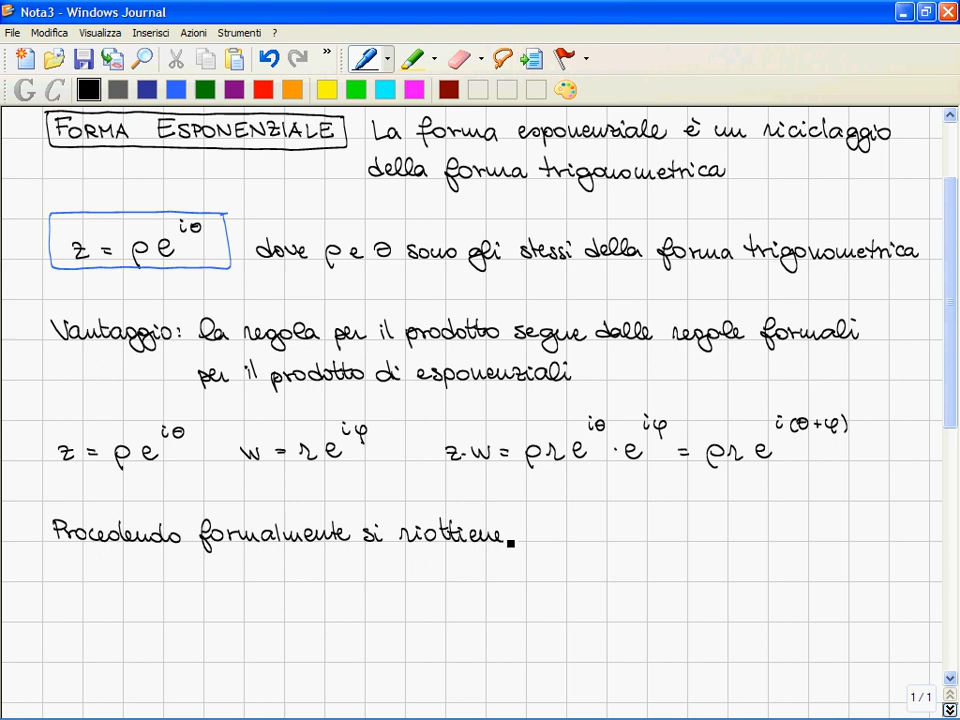 Nota3 - Windows Journal
File Modifica Visualizza Inserisci Azioni Strumenti ?
G C
FORMA ESPONENZIALE La forma esponenziale è un riciclaggio
della forma trigonometrica
z = ρ e^{iθ} dove ρ e θ sono gli stessi della forma trigonometrica
Vantaggio: la regola per il prodotto segue dalle regole formali
per il prodotto di esponenziali
z = ρ e^{iθ} w = r e^{iφ} z·w = ρ r e^{iθ} · e^{iφ} = ρ r e^{i(θ+φ)}
Procedendo formalmente si riottiene
1 / 1